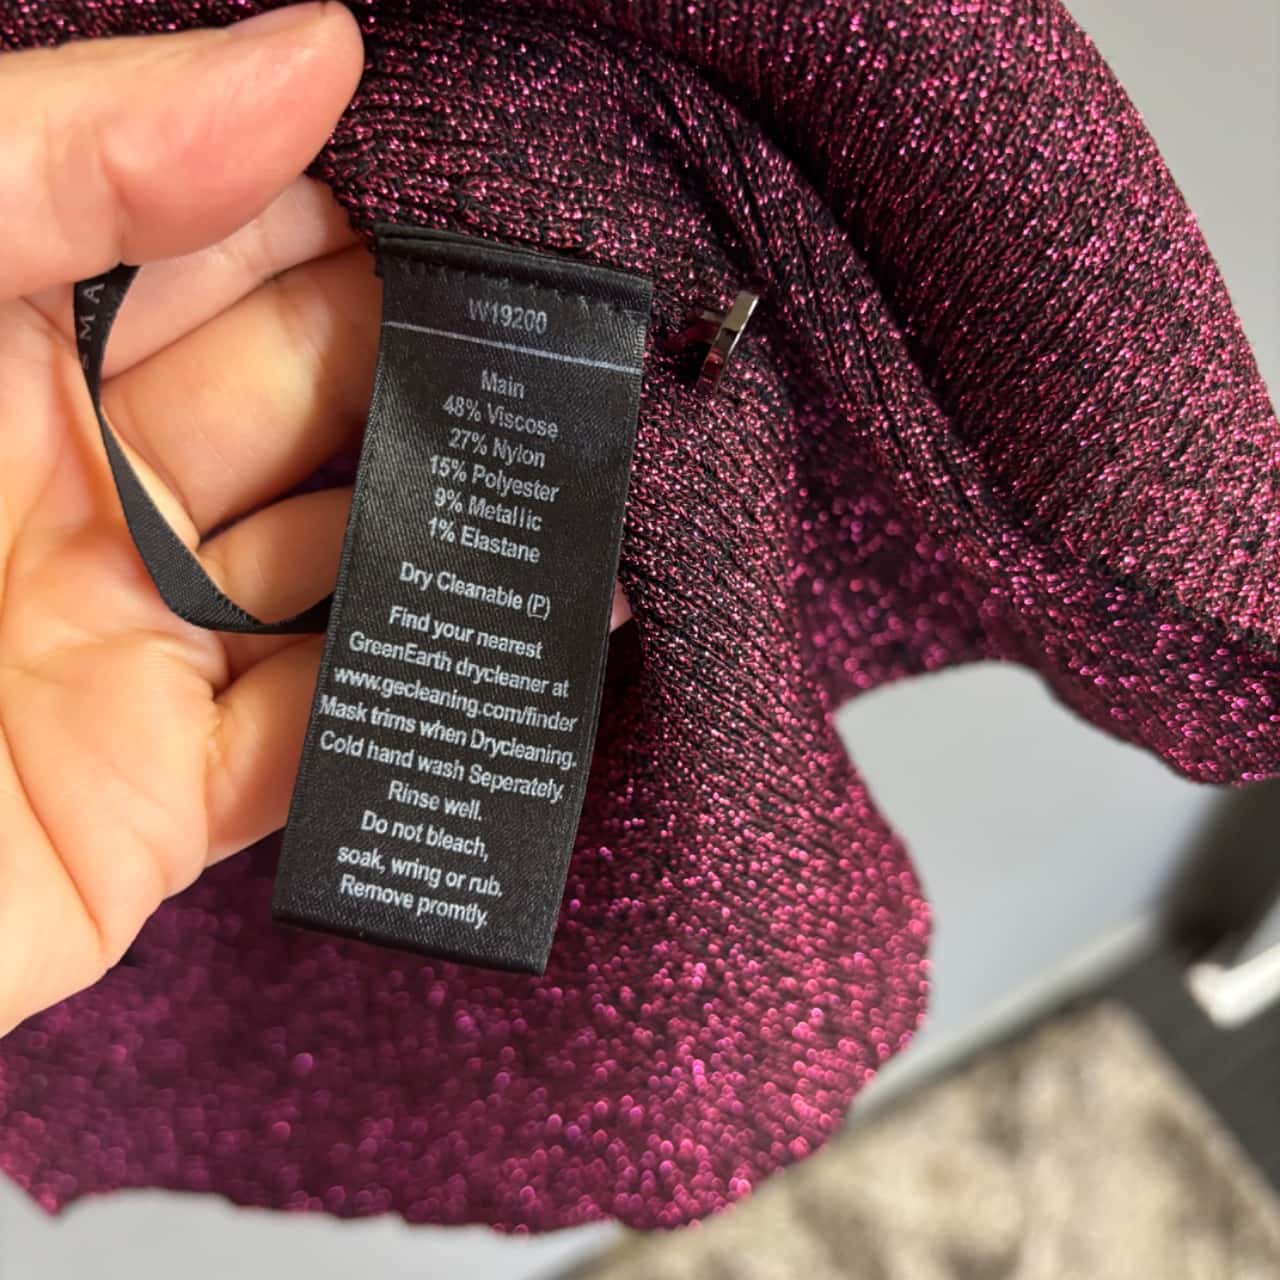 W19200
Main
48% Viscose
27% Nylon
15% Polyester
9% Metallic
1% Elastane
Dry Cleanable (P)
Find your nearest
GreenEarth drycleaner at
www.gecleaning.com/finder
Mask trims when Drycleaning.
Cold hand wash Seperately.
Rinse well.
Do not bleach,
soak, wring or rub.
Remove promtly.